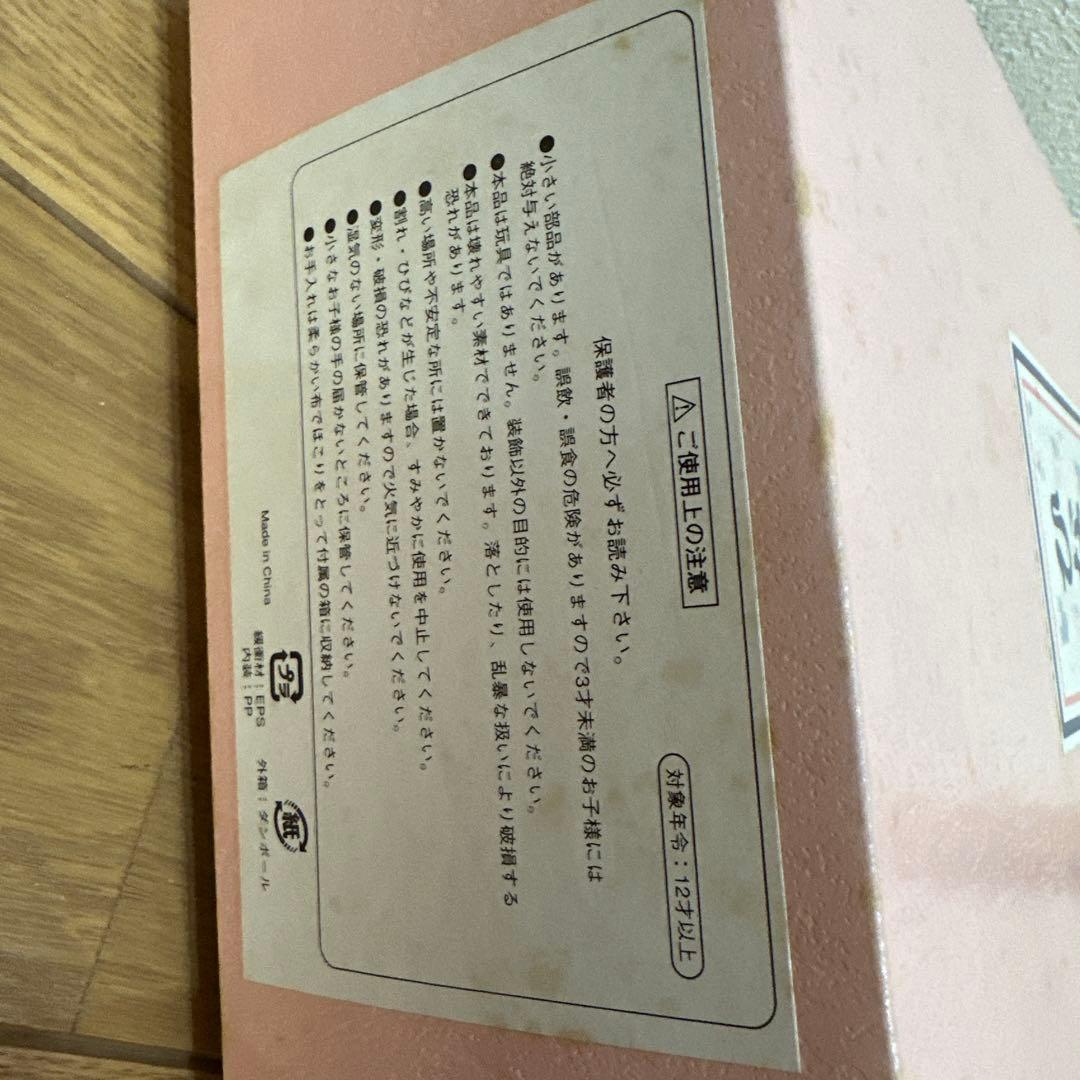 ⚠ご使用上の注意
対象年令：12才以上
保護者の方へ必ずお読み下さい。
●小さい部品があります。誤飲・誤食の危険がありますので3才未満のお子様には
絶対与えないでください。
●本品は玩具ではありません。装飾以外の目的には使用しないでください。
●本品は壊れやすい素材でできております。落としたり、乱暴な扱いにより破損する
恐れがあります。
●高い場所や不安定な所には置かないでください。
●割れ・ひびなどが生じた場合、すみやかに使用を中止してください。
●変形・破損の恐れがありますので火気に近づけないでください。
●湿気のない場所に保管してください。
●小さなお子様の手の届かないところに保管してください。
●お手入れは柔らかい布でほこりをとって付属の箱に収納してください。
Made in China
プラ
緩衝材：EPS
内装：PP
紙
外箱：ダンボール